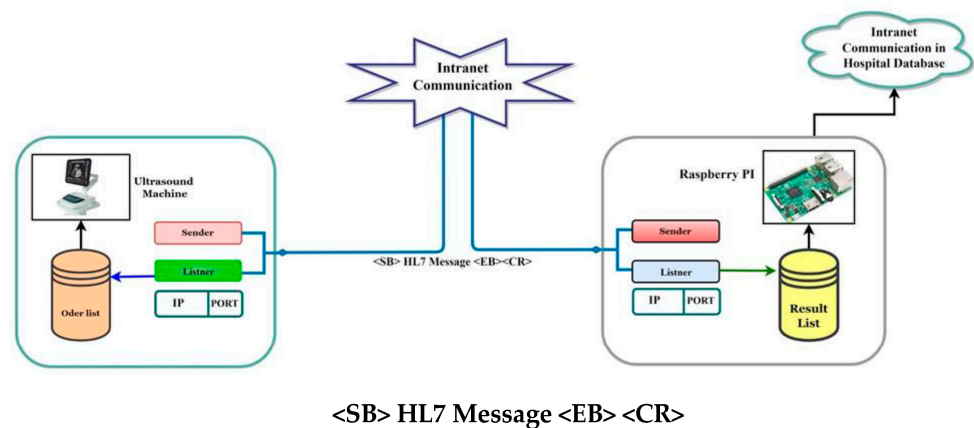 Intranet
Communication in
Hospital Database
Intranet
Communication
Ultrasound
Machine
Sender
Listner
IP
PORT
Oder list
<SB> HL7 Message <EB><CR>
Raspberry PI
Sender
Listner
IP
PORT
Result
List
<SB> HL7 Message <EB> <CR>